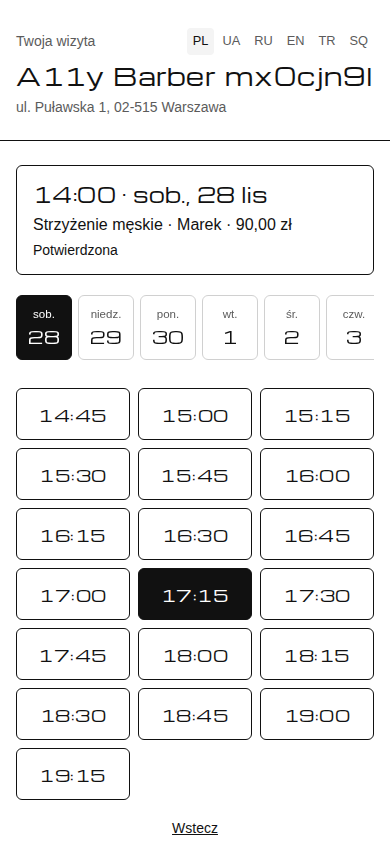 Twoja wizyta
PL UA RU EN TR SQ
A11y Barber mx0cjn9l
ul. Puławska 1, 02-515 Warszawa
14:00 · sob., 28 lis
Strzyżenie męskie · Marek · 90,00 zł
Potwierdzona
sob. niedz. pon. wt. śr. czw.
28 29 30 1 2 3
14:45 15:00 15:15
15:30 15:45 16:00
16:15 16:30 16:45
17:00 17:15 17:30
17:45 18:00 18:15
18:30 18:45 19:00
19:15
Wstecz